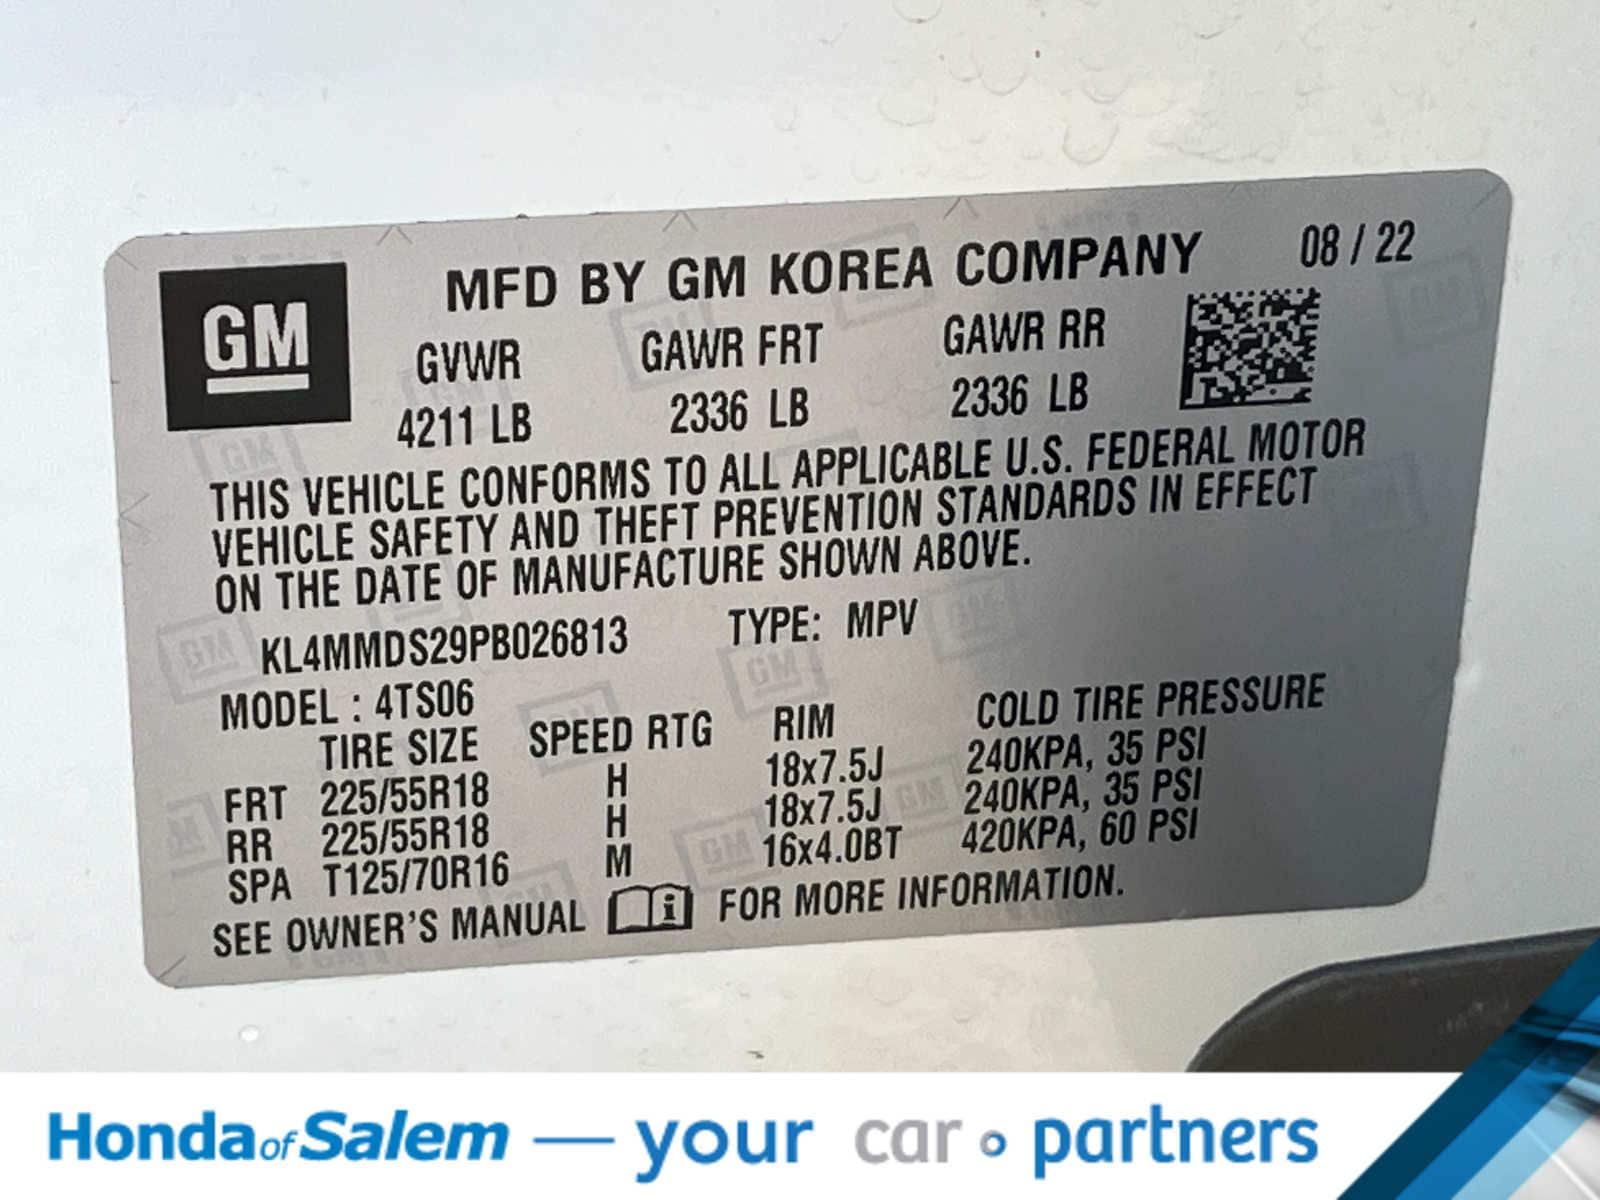 GM
MFD BY GM KOREA COMPANY 08 / 22
GVWR GAWR FRT GAWR RR
4211 LB 2336 LB 2336 LB
THIS VEHICLE CONFORMS TO ALL APPLICABLE U.S. FEDERAL MOTOR
VEHICLE SAFETY AND THEFT PREVENTION STANDARDS IN EFFECT
ON THE DATE OF MANUFACTURE SHOWN ABOVE.
KL4MMDS29PB026813 TYPE: MPV
MODEL : 4TS06
TIRE SIZE SPEED RTG RIM COLD TIRE PRESSURE
FRT 225/55R18 H 18x7.5J 240KPA, 35 PSI
RR 225/55R18 H 18x7.5J 240KPA, 35 PSI
SPA T125/70R16 M 16x4.0BT 420KPA, 60 PSI
SEE OWNER'S MANUAL i FOR MORE INFORMATION.
Honda of Salem — your car partners